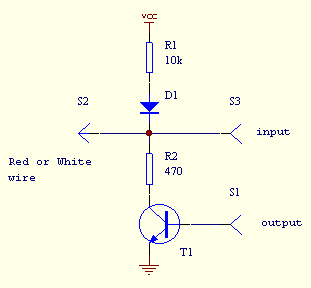 VCC
R1
10k
D1
S2
S3
input
Red or White
wire
R2
470
S1
output
T1